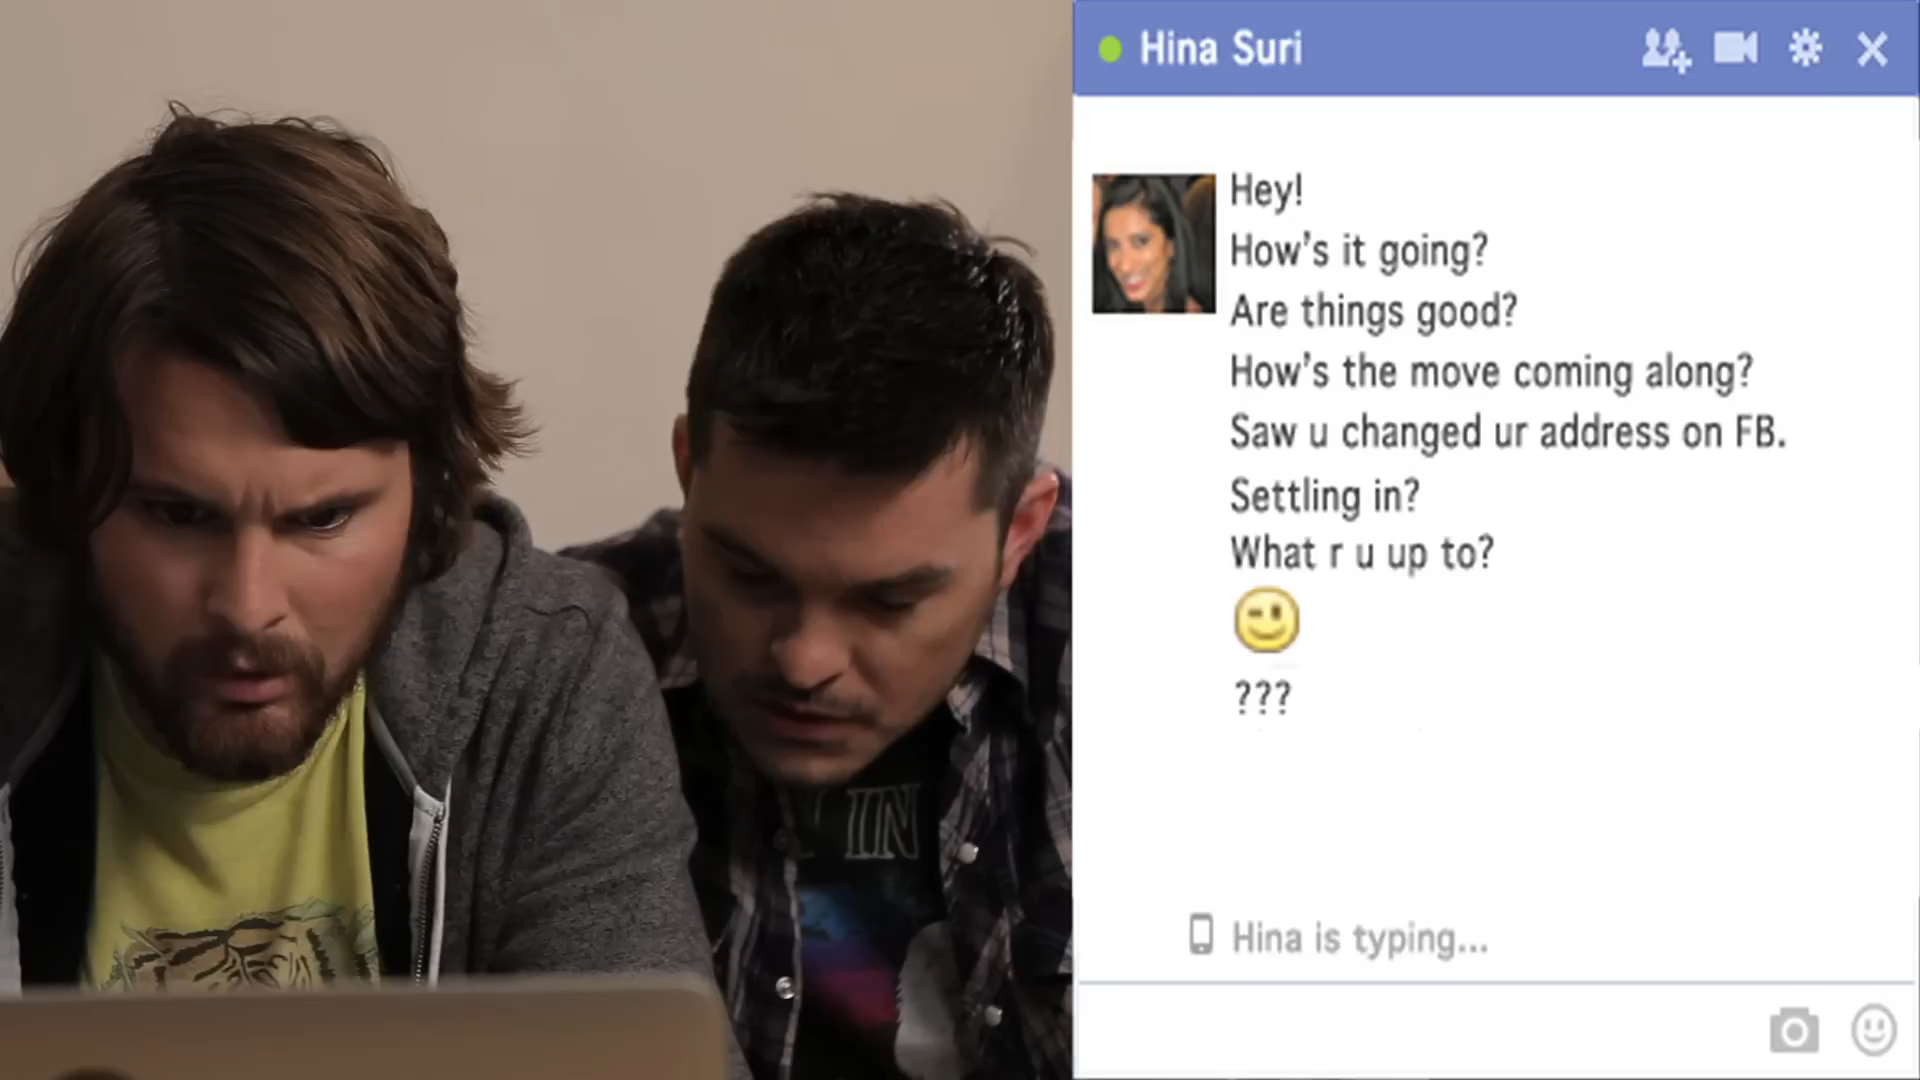 Hina Suri
Hey!
How's it going?
Are things good?
How's the move coming along?
Saw u changed ur address on FB.
Settling in?
What r u up to?
???
Hina is typing...
IN